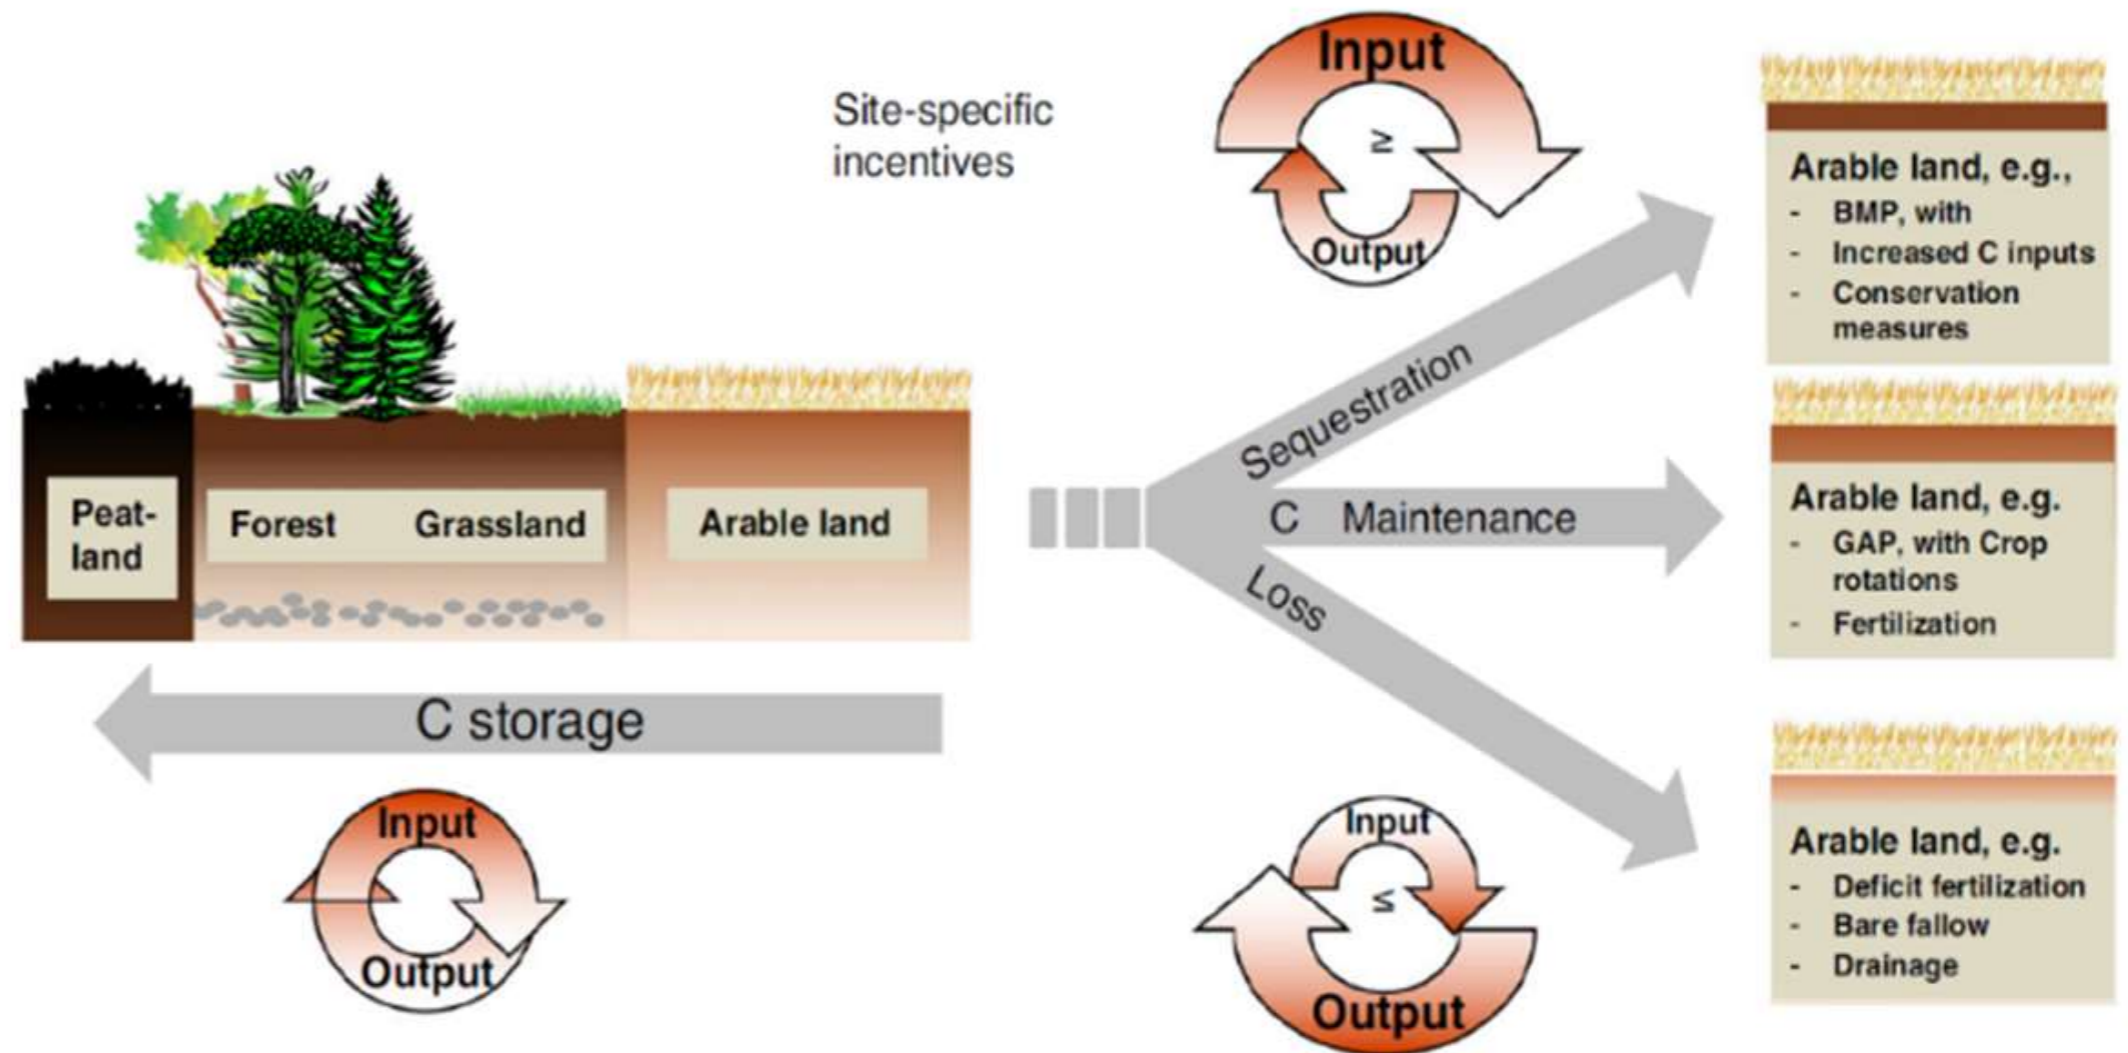 Site-specific
incentives
Input
≥
Output
Peat-
land
Forest
Grassland
Arable land
C storage
Input
Output
Sequestration
C Maintenance
Loss
Input
≤
Output
Arable land, e.g.,
- BMP, with
- Increased C inputs
- Conservation
measures
Arable land, e.g.
- GAP, with Crop
rotations
- Fertilization
Arable land, e.g.
- Deficit fertilization
- Bare fallow
- Drainage